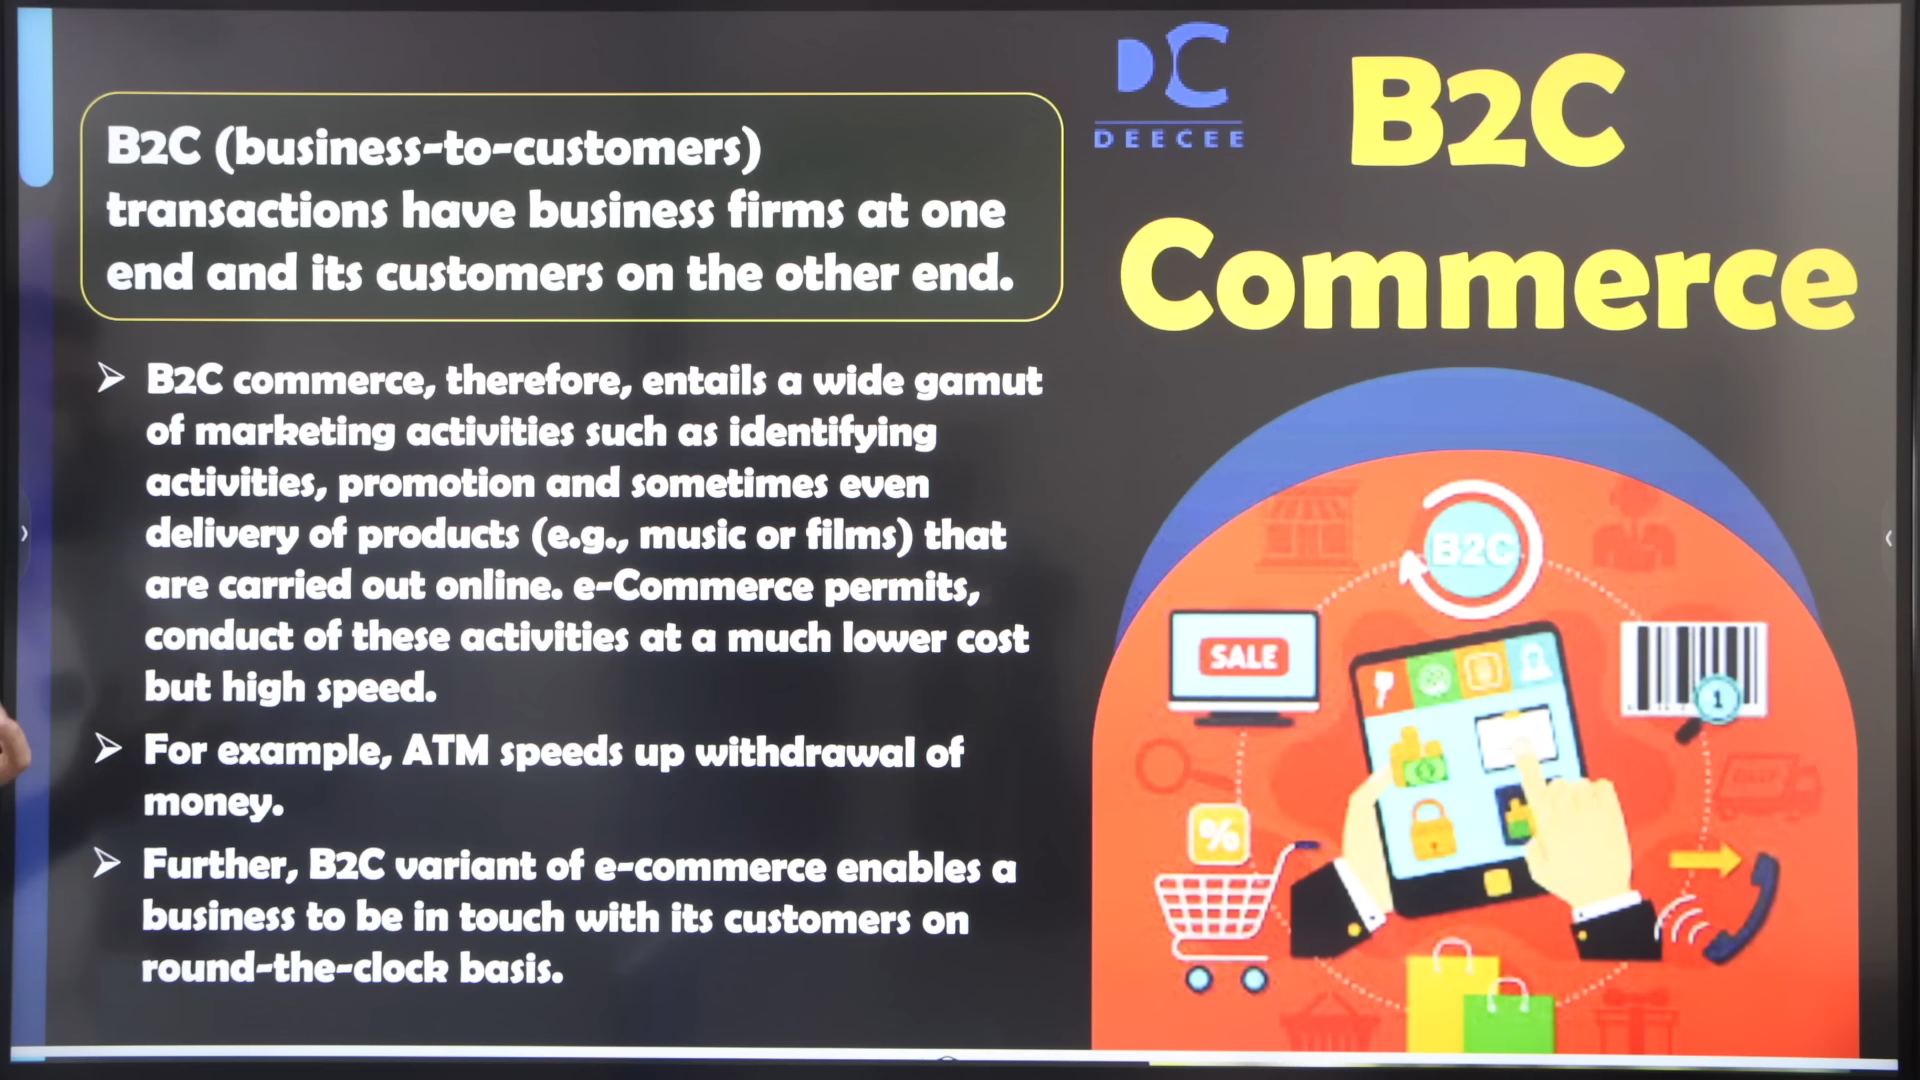 DC
DEECEE
B2C
Commerce
B2C (business-to-customers)
transactions have business firms at one
end and its customers on the other end.
B2C commerce, therefore, entails a wide gamut
of marketing activities such as identifying
activities, promotion and sometimes even
delivery of products (e.g., music or films) that
are carried out online. e-Commerce permits,
conduct of these activities at a much lower cost
but high speed.
For example, ATM speeds up withdrawal of
money.
Further, B2C variant of e-commerce enables a
business to be in touch with its customers on
round-the-clock basis.
B2C
SALE
1
%